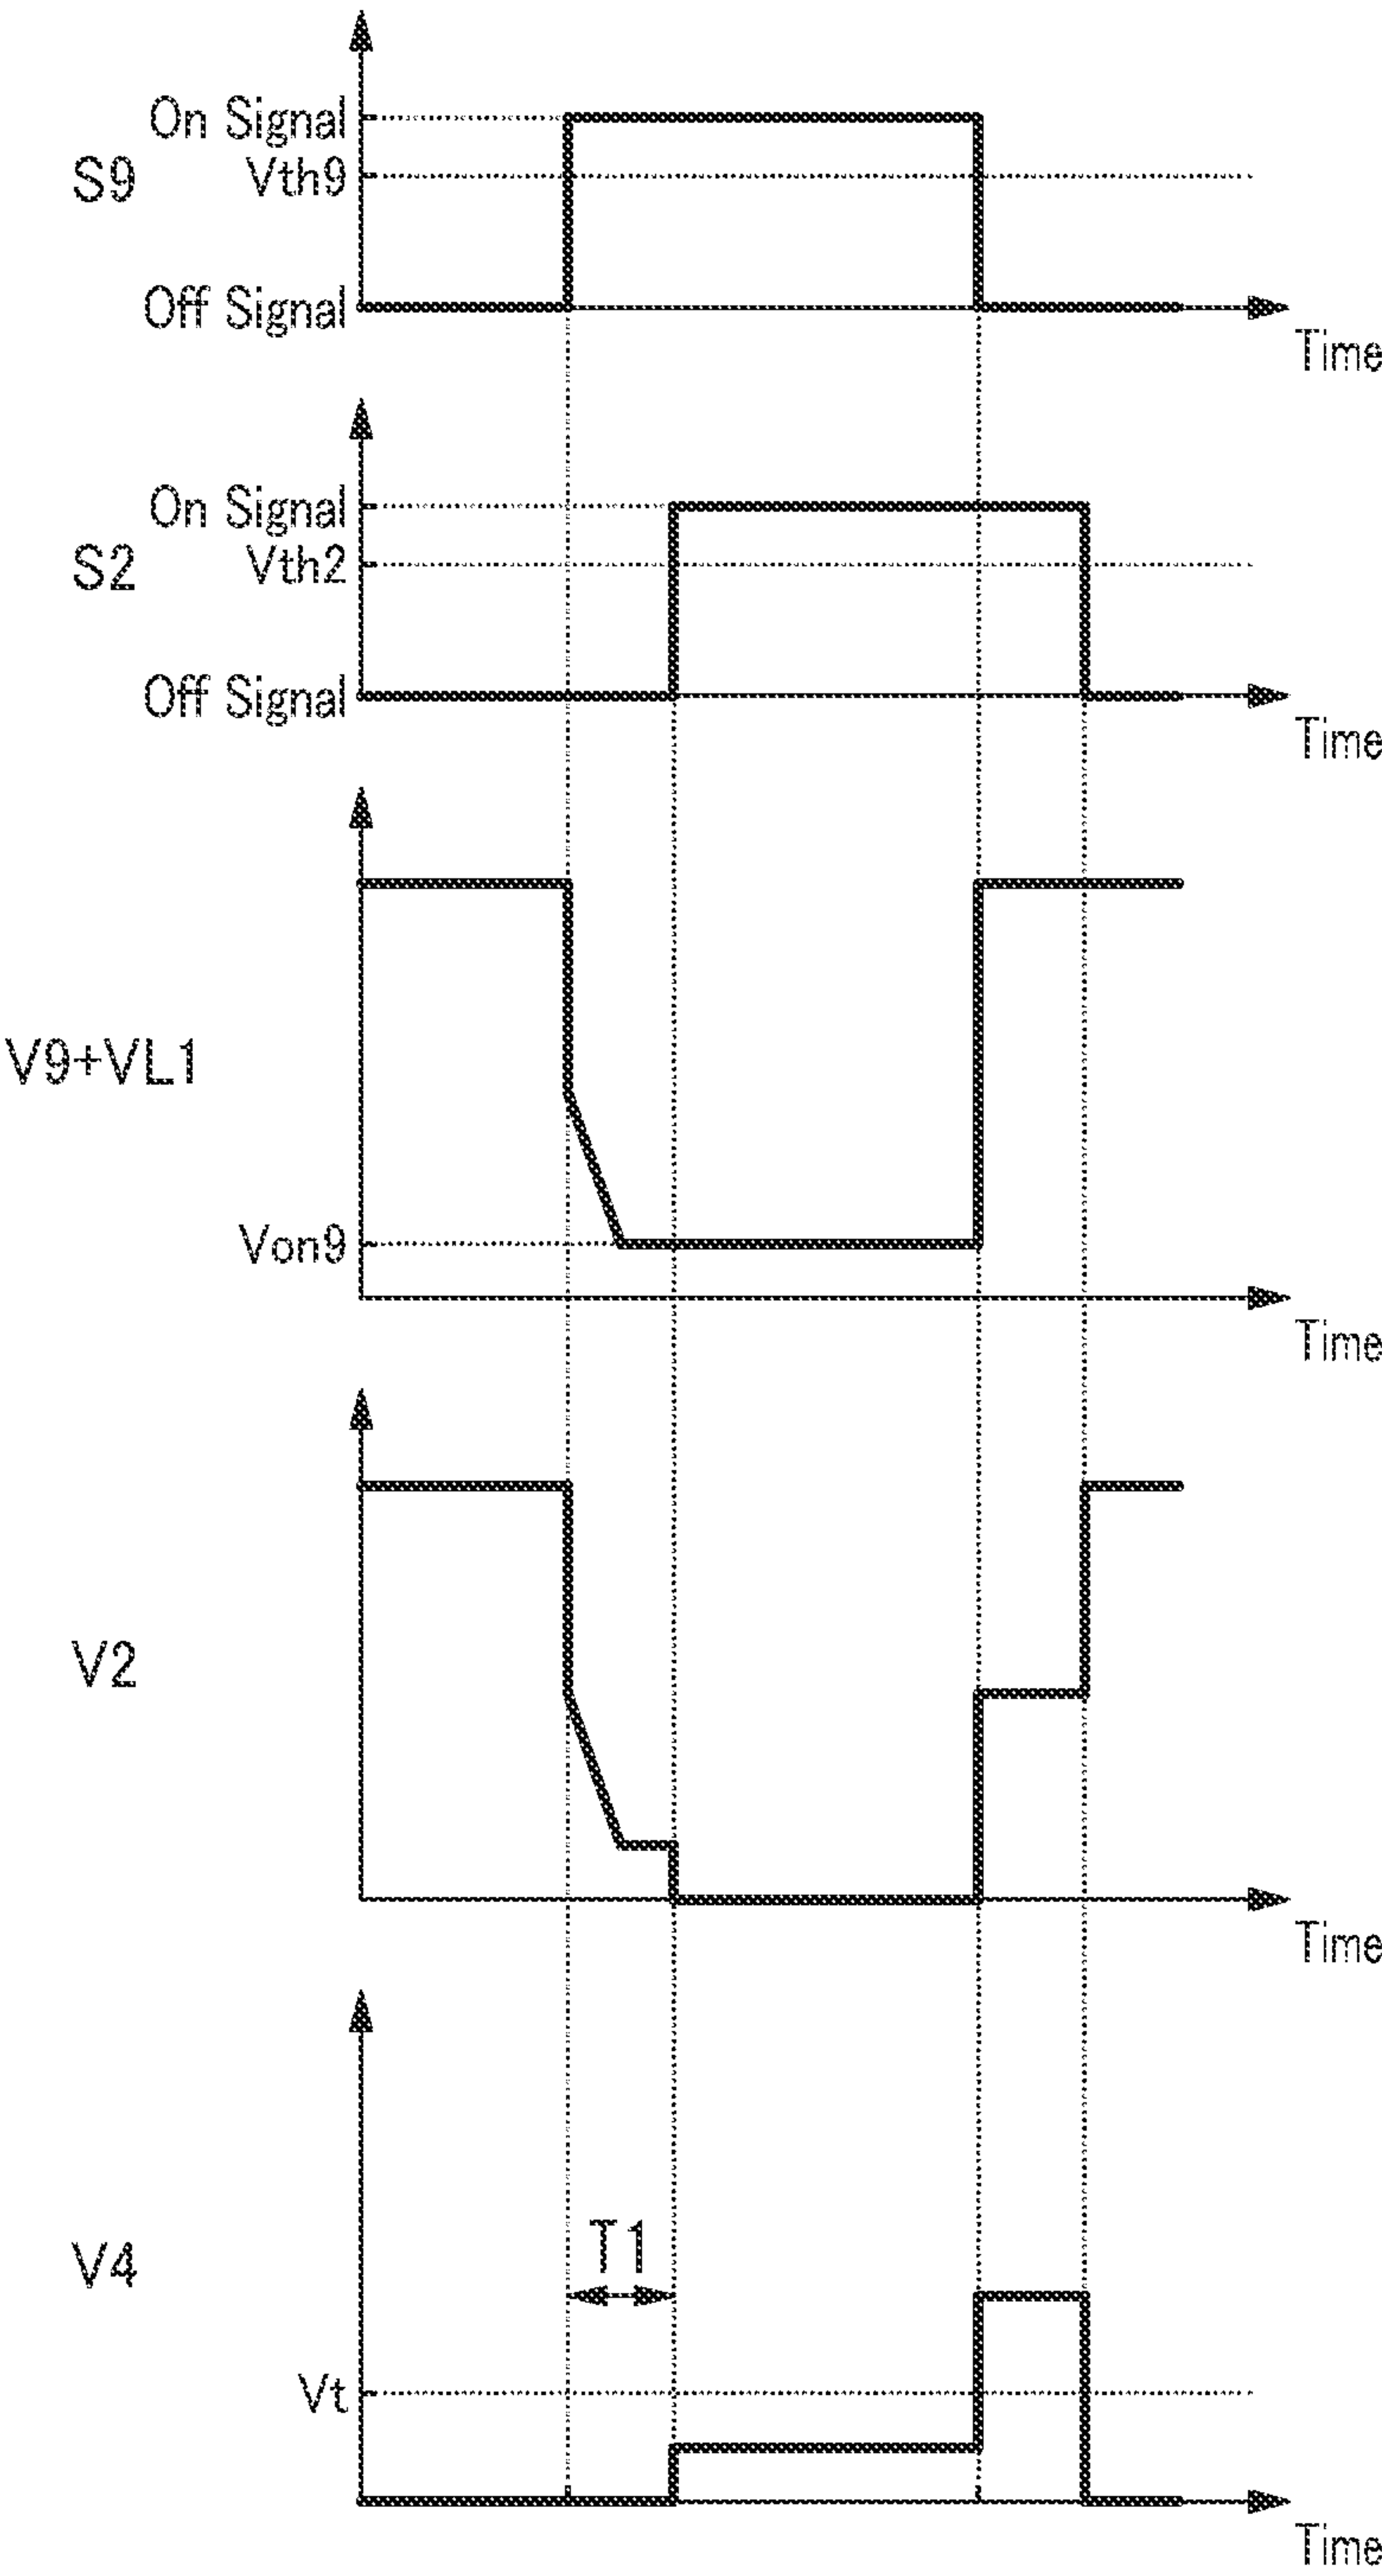 On Signal
S9
Vth9
Off Signal
Time
On Signal
S2
Vth2
Off Signal
Time
V9+VL1
Von9
Time
V2
Time
T1
V4
Vt
Time